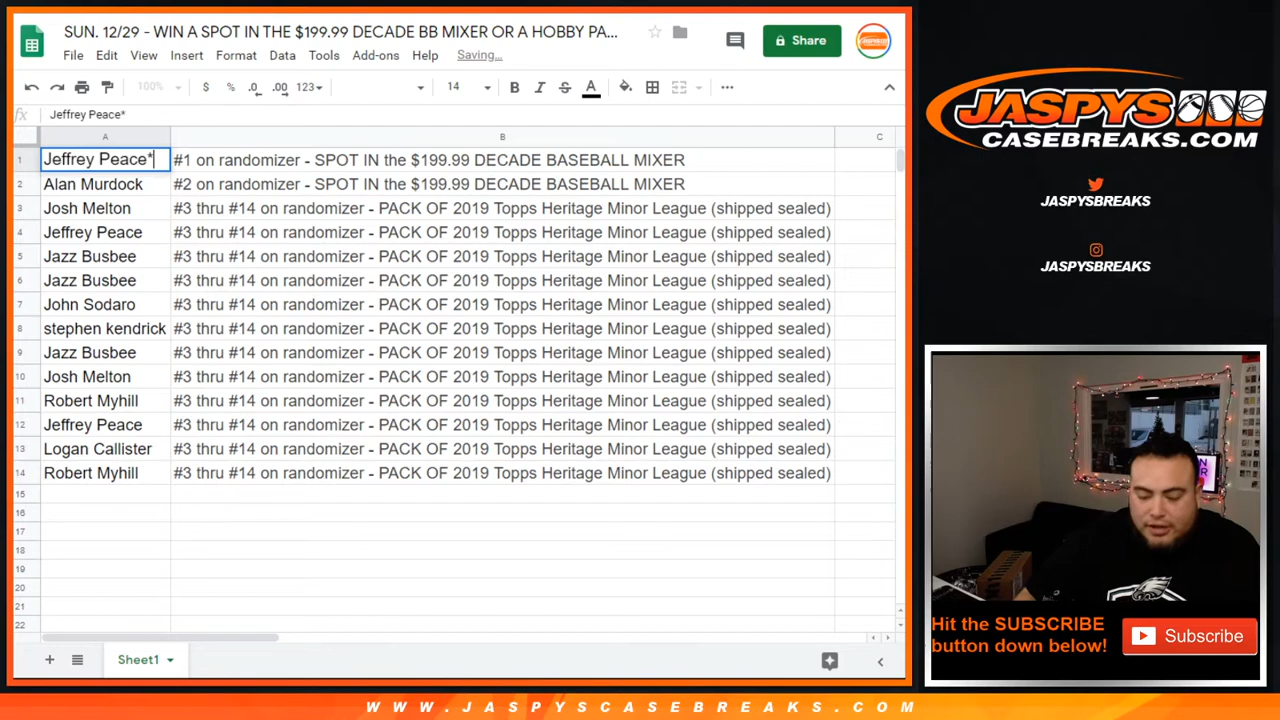 SUN. 12/29 - WIN A SPOT IN THE $199.99 DECADE BB MIXER OR A HOBBY PA...
File Edit View Insert Format Data Tools Add-ons Help Saving...
Share
100% $ % .0 .00 123 14 B I S A
fx Jeffrey Peace*
A B C
1 Jeffrey Peace* #1 on randomizer - SPOT IN the $199.99 DECADE BASEBALL MIXER
2 Alan Murdock #2 on randomizer - SPOT IN the $199.99 DECADE BASEBALL MIXER
3 Josh Melton #3 thru #14 on randomizer - PACK OF 2019 Topps Heritage Minor League (shipped sealed)
4 Jeffrey Peace #3 thru #14 on randomizer - PACK OF 2019 Topps Heritage Minor League (shipped sealed)
5 Jazz Busbee #3 thru #14 on randomizer - PACK OF 2019 Topps Heritage Minor League (shipped sealed)
6 Jazz Busbee #3 thru #14 on randomizer - PACK OF 2019 Topps Heritage Minor League (shipped sealed)
7 John Sodaro #3 thru #14 on randomizer - PACK OF 2019 Topps Heritage Minor League (shipped sealed)
8 stephen kendrick #3 thru #14 on randomizer - PACK OF 2019 Topps Heritage Minor League (shipped sealed)
9 Jazz Busbee #3 thru #14 on randomizer - PACK OF 2019 Topps Heritage Minor League (shipped sealed)
10 Josh Melton #3 thru #14 on randomizer - PACK OF 2019 Topps Heritage Minor League (shipped sealed)
11 Robert Myhill #3 thru #14 on randomizer - PACK OF 2019 Topps Heritage Minor League (shipped sealed)
12 Jeffrey Peace #3 thru #14 on randomizer - PACK OF 2019 Topps Heritage Minor League (shipped sealed)
13 Logan Callister #3 thru #14 on randomizer - PACK OF 2019 Topps Heritage Minor League (shipped sealed)
14 Robert Myhill #3 thru #14 on randomizer - PACK OF 2019 Topps Heritage Minor League (shipped sealed)
15
16
17
18
19
20
21
22
Sheet1
JASPYS
CASEBREAKS.COM
JASPYSBREAKS
JASPYSBREAKS
Hit the SUBSCRIBE
button down below!
Subscribe
WWW.JASPYSCASEBREAKS.COM